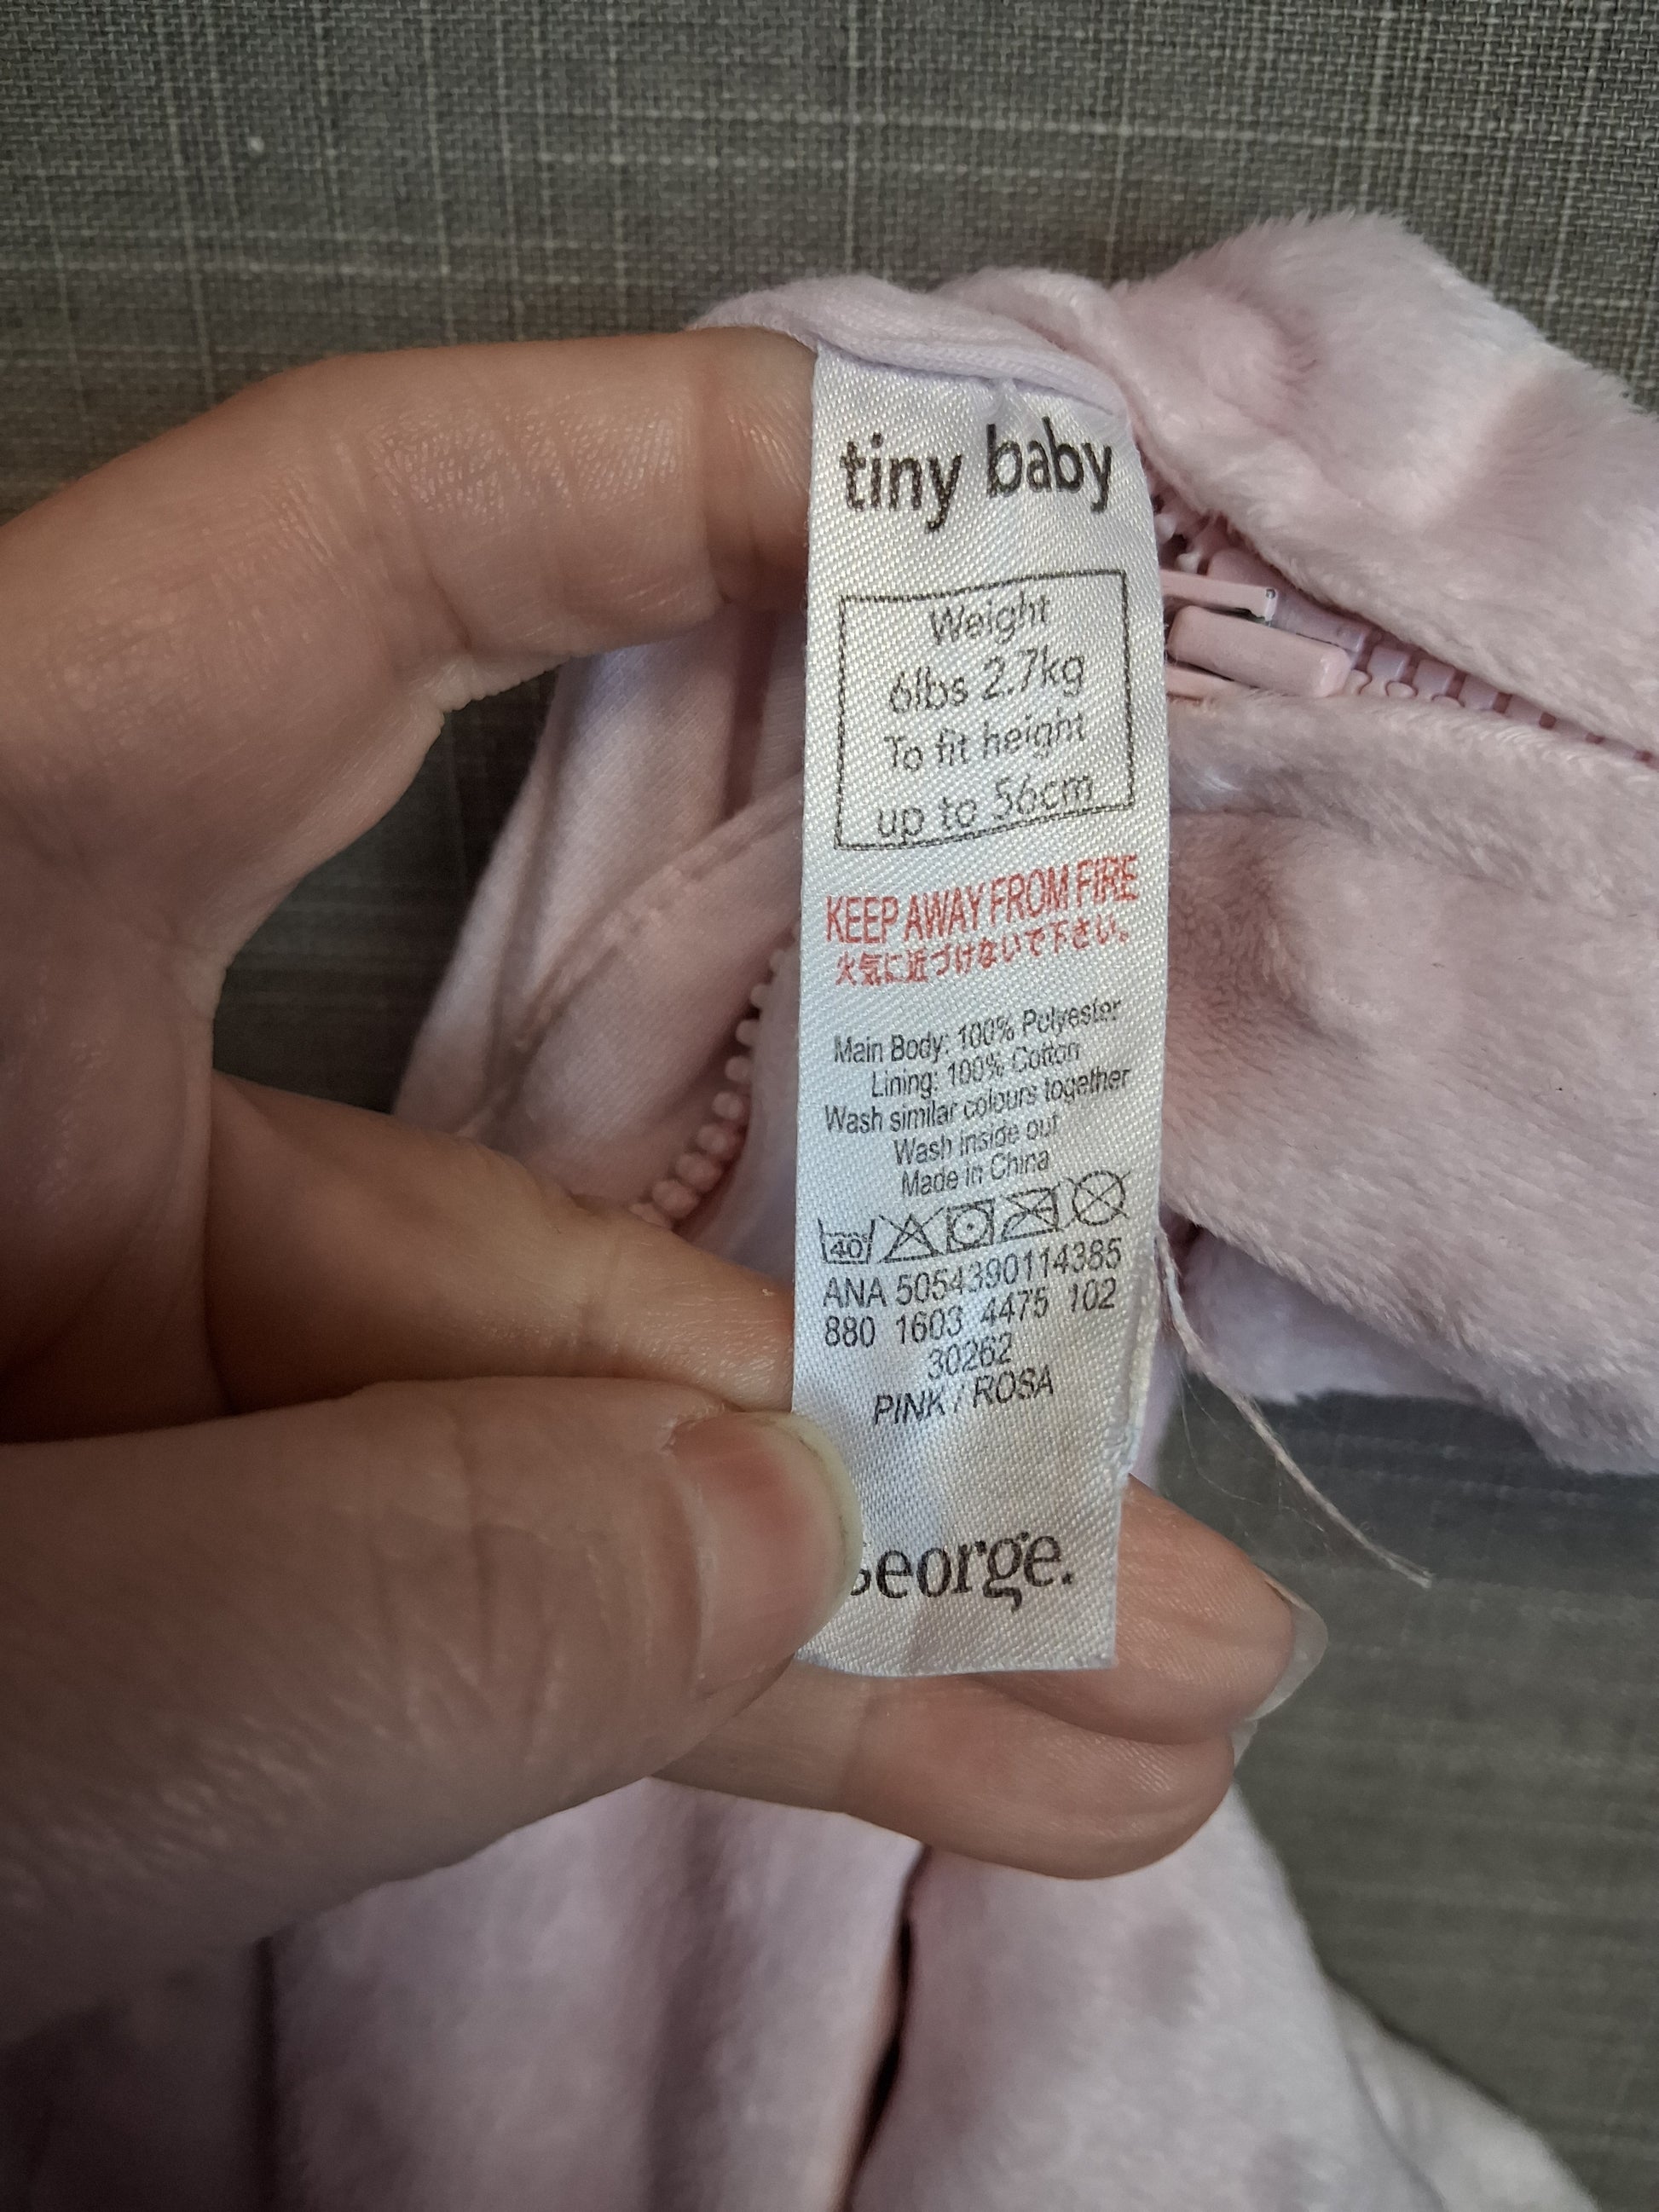 tiny baby
Weight
6lbs 2.7kg
To fit height
up to 56cm
KEEP AWAY FROM FIRE
火気に近づけないで下さい。
Main Body: 100% Polyester
Lining: 100% Cotton
Wash similar colours together
Wash inside out
Made in China
40
ANA 5054390114385
880 1603 4475 102
30262
PINK / ROSA
George.